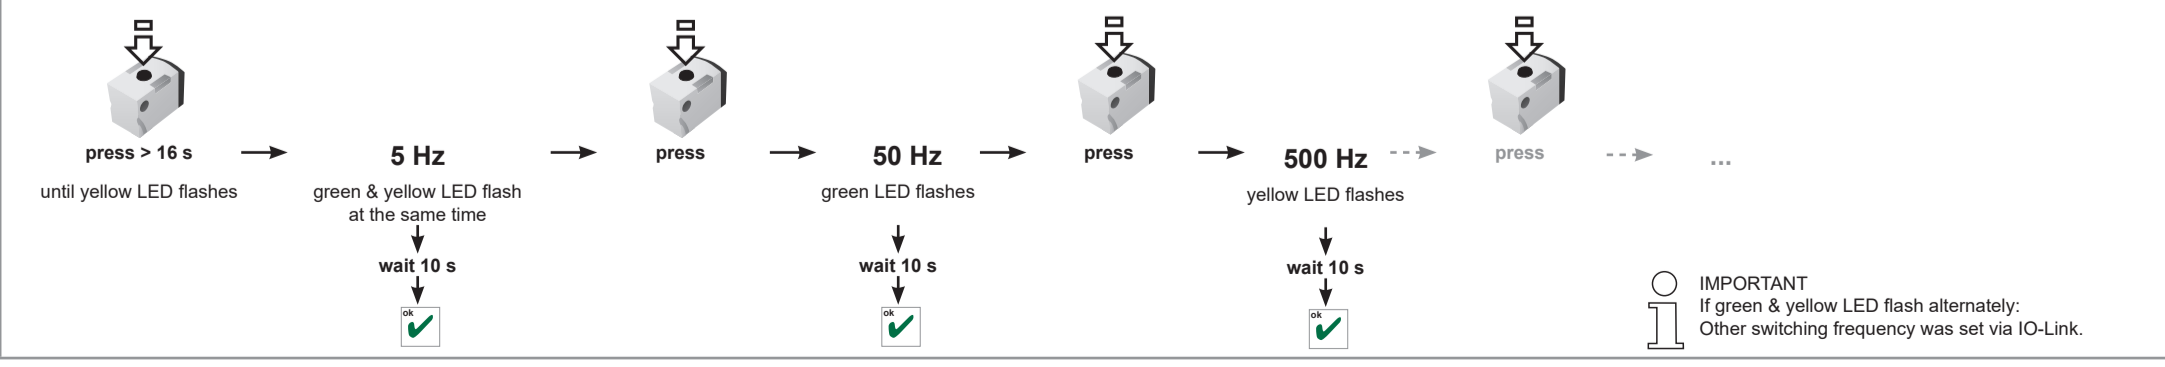 press > 16 s
until yellow LED flashes
5 Hz
green & yellow LED flash
at the same time
wait 10 s
ok
press
50 Hz
green LED flashes
wait 10 s
ok
press
500 Hz
yellow LED flashes
wait 10 s
ok
press
...
IMPORTANT
If green & yellow LED flash alternately:
Other switching frequency was set via IO-Link.